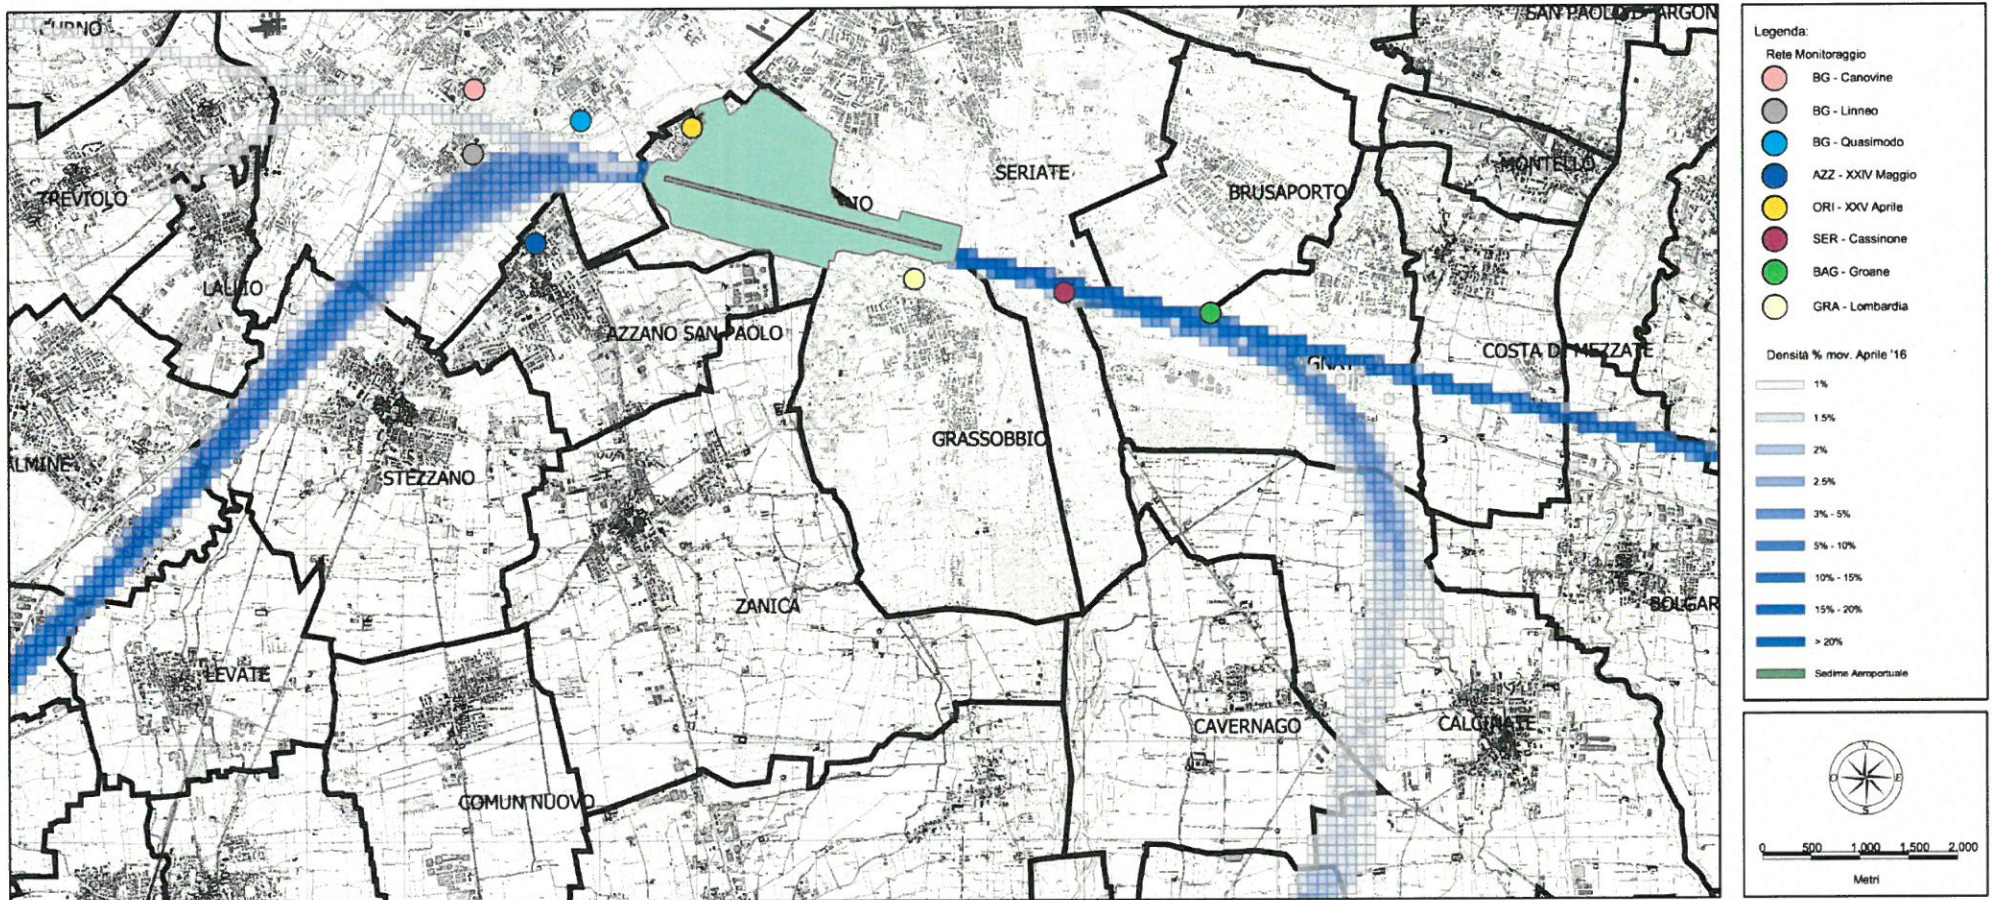 SAN PAOLO D'ARGON
CURNO
SERIATE
MONTELLO
TREVIOLO
BRUSAPORTO
NIO
LALLIO
AZZANO SAN PAOLO
COSTA DI MEZZATE
GNAT
GRASSOBBIO
ALMINE
STEZZANO
ZANICA
BOLGAR
LEVATE
CAVERNAGO
CALCINATE
COMUN NUOVO
Legenda:
Rete Monitoraggio
BG - Canovine
BG - Linneo
BG - Quasimodo
AZZ - XXIV Maggio
ORI - XXV Aprile
SER - Cassinone
BAG - Groane
GRA - Lombardia
Densità % mov. Aprile '16
1%
1.5%
2%
2.5%
3% - 5%
5% - 10%
10% - 15%
15% - 20%
> 20%
Sedime Aeroportuale
N
O E
S
0 500 1.000 1.500 2.000
Metri